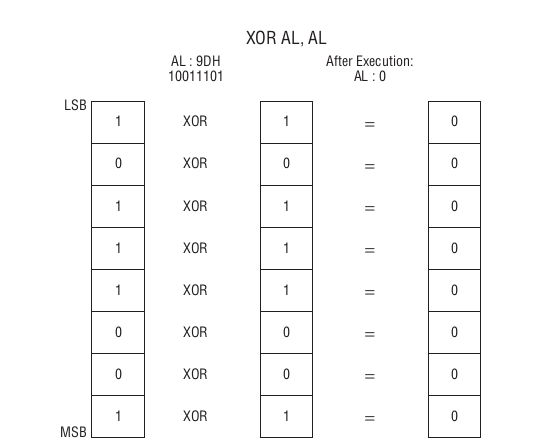 XOR AL, AL
AL : 9DH
10011101
After Execution:
AL : 0
LSB
1 XOR 1 = 0
0 XOR 0 = 0
1 XOR 1 = 0
1 XOR 1 = 0
1 XOR 1 = 0
0 XOR 0 = 0
0 XOR 0 = 0
1 XOR 1 = 0
MSB